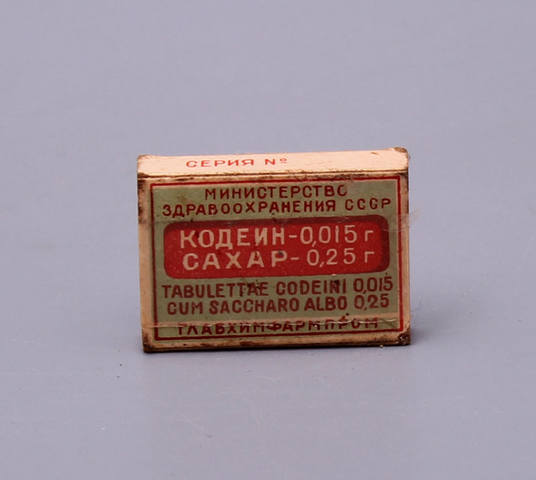 СЕРИЯ №
МИНИСТЕРСТВО
ЗДРАВООХРАНЕНИЯ СССР
КОДЕИН-0,015 г
САХАР-0,25 г
TABULETTAE CODEINI 0,015
CUM SACCHARO ALBO 0,25
ГЛАВХИМФАРМПРОМ